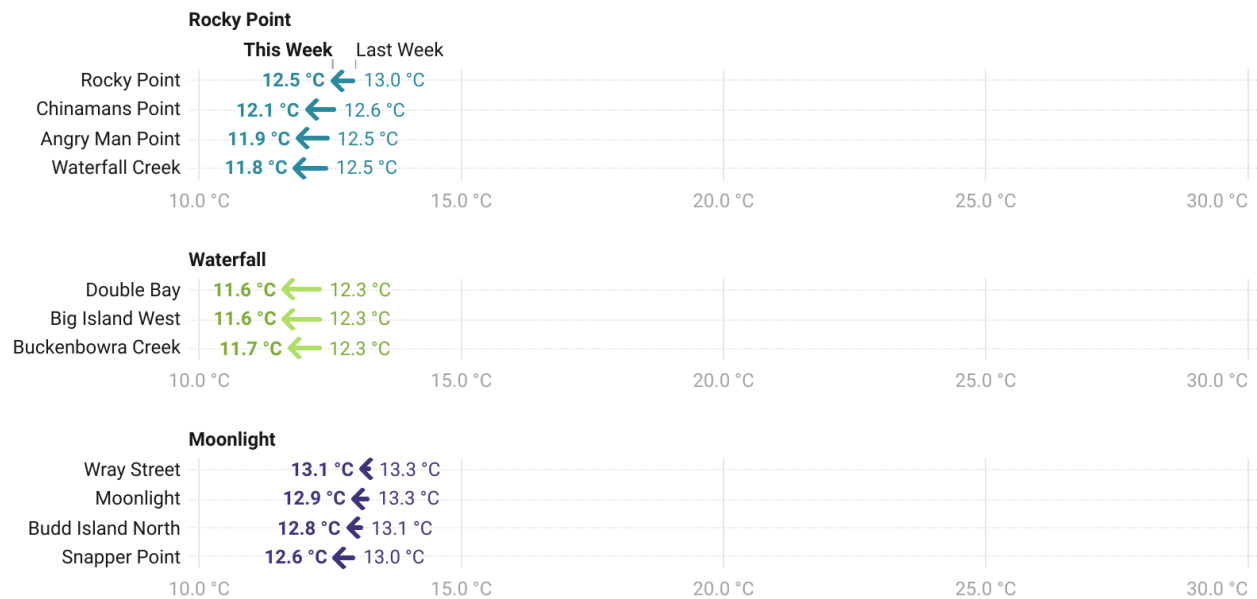 Rocky Point
This Week Last Week
Rocky Point 12.5 °C 13.0 °C
Chinamans Point 12.1 °C 12.6 °C
Angry Man Point 11.9 °C 12.5 °C
Waterfall Creek 11.8 °C 12.5 °C
10.0 °C 15.0 °C 20.0 °C 25.0 °C 30.0 °C
Waterfall
Double Bay 11.6 °C 12.3 °C
Big Island West 11.6 °C 12.3 °C
Buckenbowra Creek 11.7 °C 12.3 °C
10.0 °C 15.0 °C 20.0 °C 25.0 °C 30.0 °C
Moonlight
Wray Street 13.1 °C 13.3 °C
Moonlight 12.9 °C 13.3 °C
Budd Island North 12.8 °C 13.1 °C
Snapper Point 12.6 °C 13.0 °C
10.0 °C 15.0 °C 20.0 °C 25.0 °C 30.0 °C